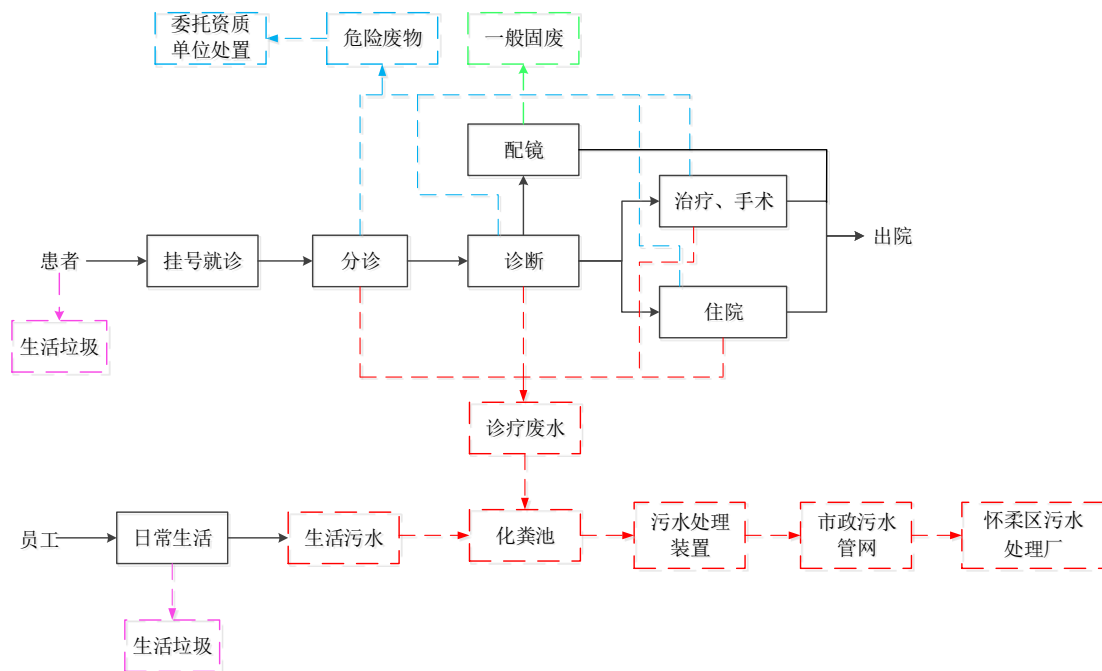 委托资质
单位处置
危险废物
一般固废
配镜
治疗、手术
患者
挂号就诊
分诊
诊断
出院
住院
生活垃圾
诊疗废水
员工
日常生活
生活污水
化粪池
污水处理
装置
市政污水
管网
怀柔区污水
处理厂
生活垃圾